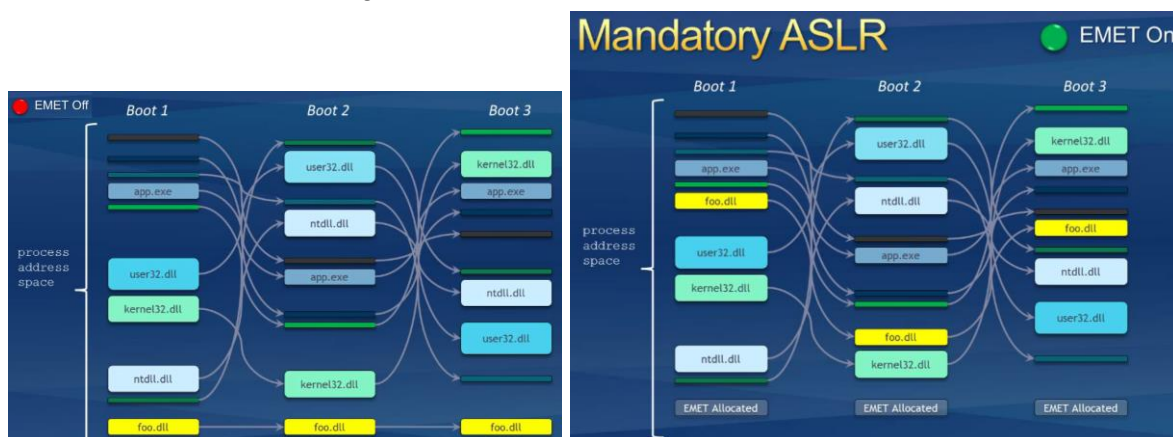 EMET Off
Boot 1 Boot 2 Boot 3
user32.dll
kernel32.dll
app.exe
app.exe
ntdll.dll
process
address
space
user32.dll
app.exe
ntdll.dll
kernel32.dll
user32.dll
ntdll.dll
kernel32.dll
foo.dll foo.dll foo.dll
Mandatory ASLR
EMET On
Boot 1 Boot 2 Boot 3
user32.dll
kernel32.dll
app.exe
app.exe
foo.dll
ntdll.dll
foo.dll
process
address
space
user32.dll
app.exe
ntdll.dll
kernel32.dll
user32.dll
foo.dll
ntdll.dll
kernel32.dll
EMET Allocated EMET Allocated EMET Allocated